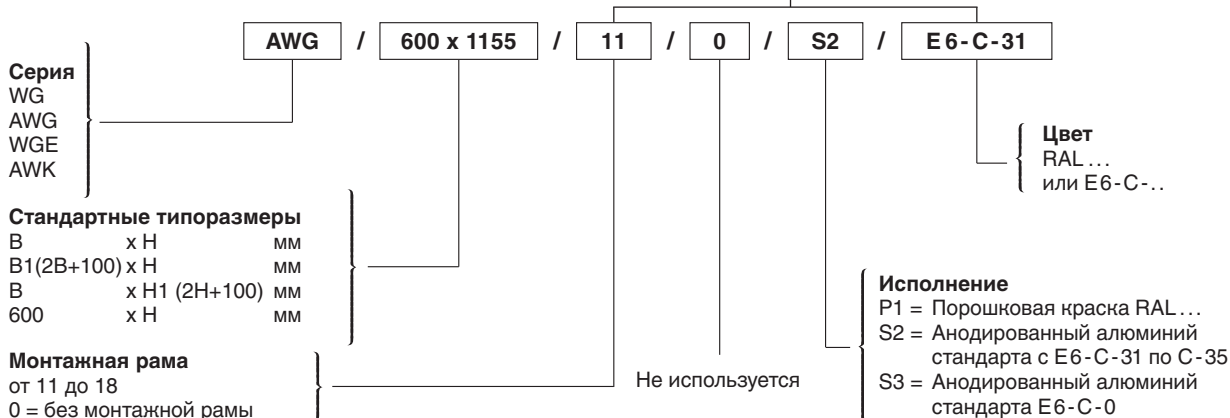 AWG / 600 x 1155 / 11 / 0 / S2 / E6-C-31
Серия
WG
AWG
WGE
AWK
Цвет
RAL...
или E6-C-..
Стандартные типоразмеры
B x H мм
B1(2B+100) x H мм
B x H1 (2H+100) мм
600 x H мм
Монтажная рама
от 11 до 18
0 = без монтажной рамы
Не используется
Исполнение
P1 = Порошковая краска RAL...
S2 = Анодированный алюминий
стандарта с E6-C-31 по C-35
S3 = Анодированный алюминий
стандарта E6-C-0